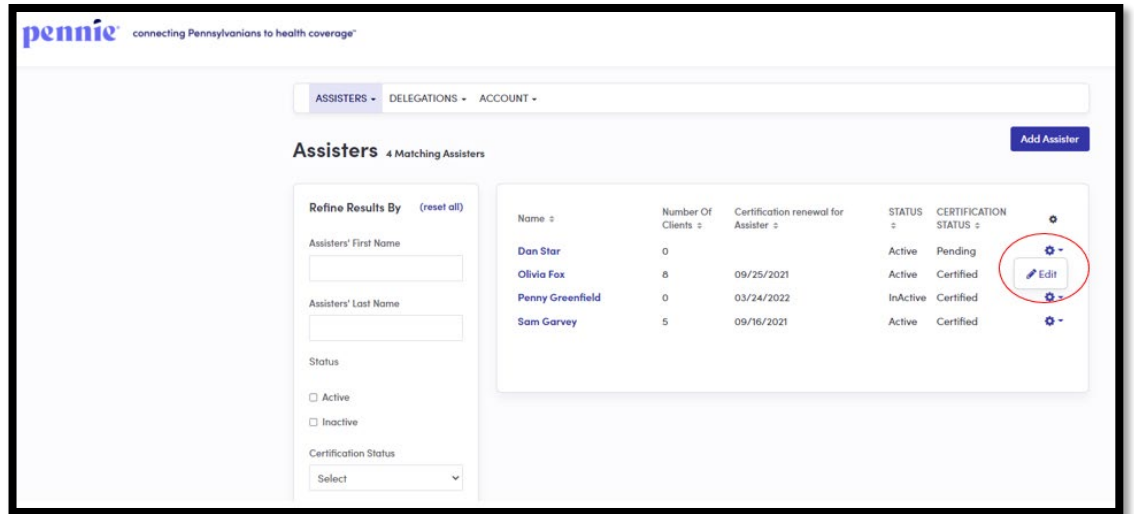 pennie connecting Pennsylvanians to health coverage™
ASSISTERS DELEGATIONS ACCOUNT
Assisters 4 Matching Assisters
Add Assister
Refine Results By (reset all)
Assisters' First Name
Assisters' Last Name
Status
Active
Inactive
Certification Status
Select
Name Number Of Clients Certification renewal for Assister STATUS CERTIFICATION STATUS
Dan Star 0 Active Pending
Olivia Fox 8 09/25/2021 Active Certified Edit
Penny Greenfield 0 03/24/2022 InActive Certified
Sam Garvey 5 09/16/2021 Active Certified